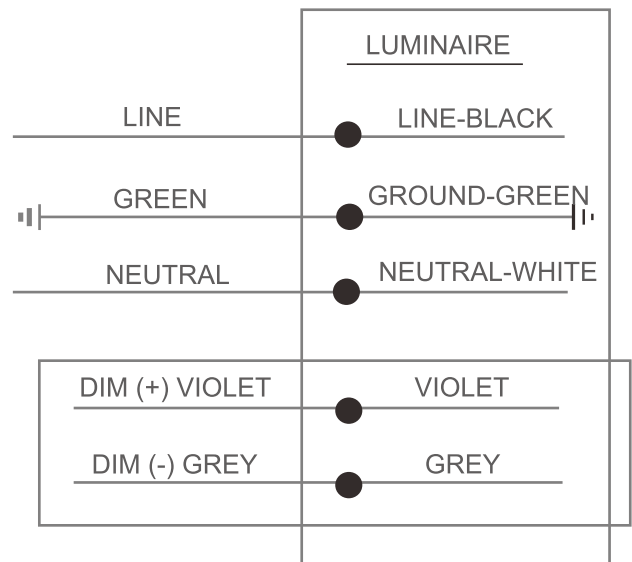 LUMINAIRE
LINE
LINE-BLACK
GREEN
GROUND-GREEN
NEUTRAL
NEUTRAL-WHITE
DIM (+) VIOLET
VIOLET
DIM (-) GREY
GREY